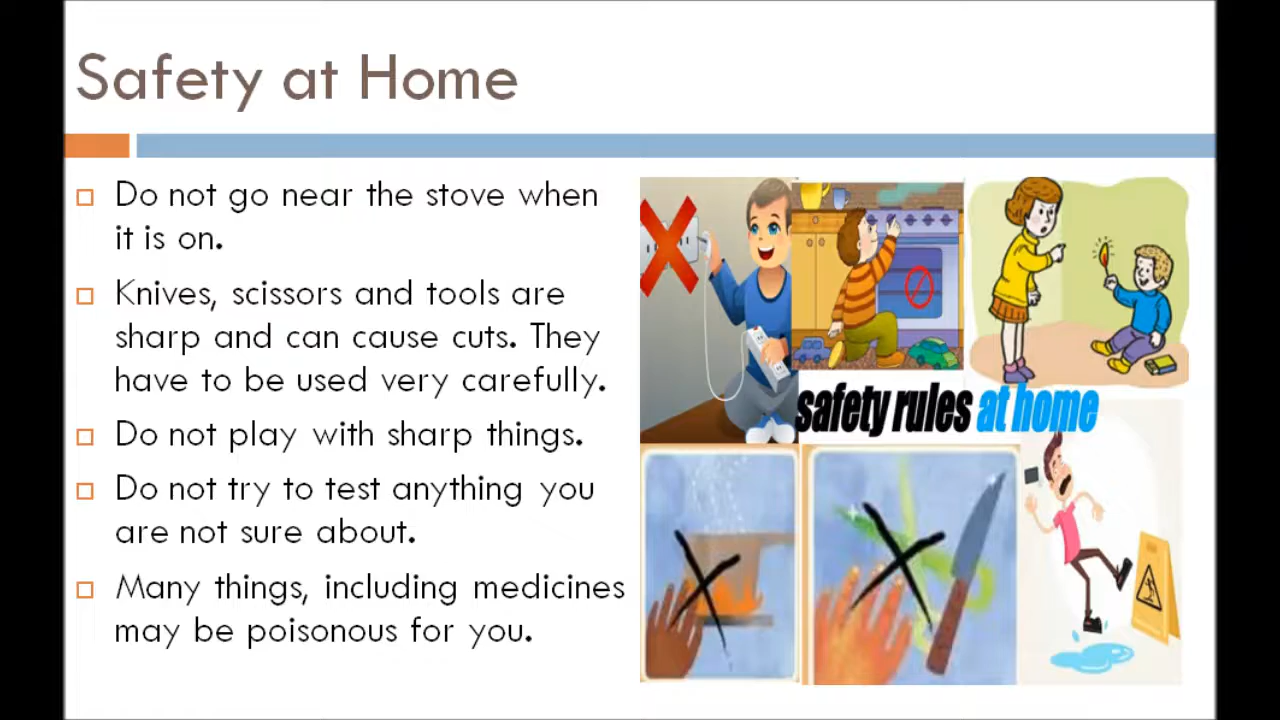 Safety at Home
Do not go near the stove when
it is on.
Knives, scissors and tools are
sharp and can cause cuts. They
have to be used very carefully.
Do not play with sharp things.
Do not try to test anything you
are not sure about.
Many things, including medicines
may be poisonous for you.
safety rules at home